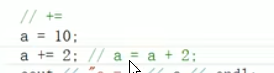 // +=
a = 10;
a += 2; // a = a + 2;